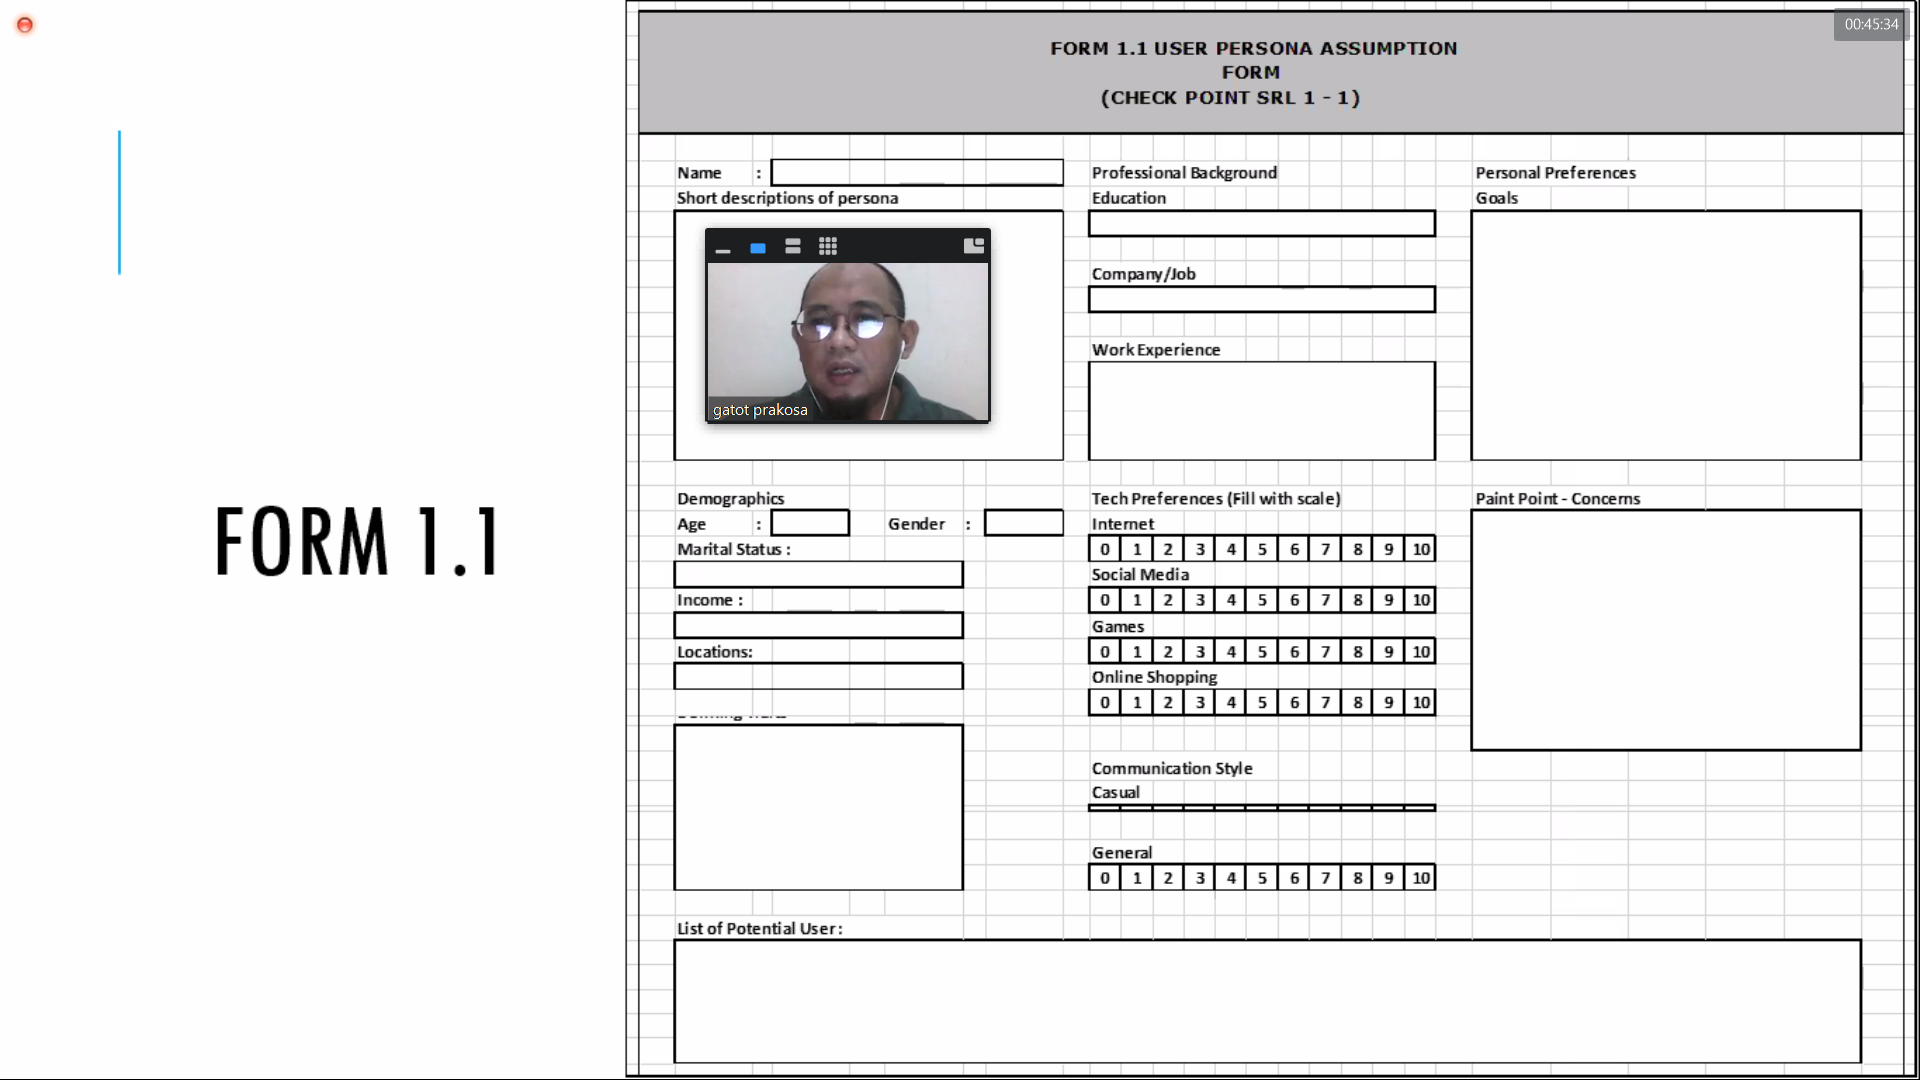 00:45:34
FORM 1.1
FORM 1.1 USER PERSONA ASSUMPTION
FORM
(CHECK POINT SRL 1 - 1)
Name :
Short descriptions of persona
gatot prakosa
Demographics
Age : Gender :
Marital Status :
Income :
Locations:
Professional Background
Education
Company/Job
Work Experience
Tech Preferences (Fill with scale)
Internet
0 1 2 3 4 5 6 7 8 9 10
Social Media
0 1 2 3 4 5 6 7 8 9 10
Games
0 1 2 3 4 5 6 7 8 9 10
Online Shopping
0 1 2 3 4 5 6 7 8 9 10
Communication Style
Casual
General
0 1 2 3 4 5 6 7 8 9 10
Personal Preferences
Goals
Paint Point - Concerns
List of Potential User: